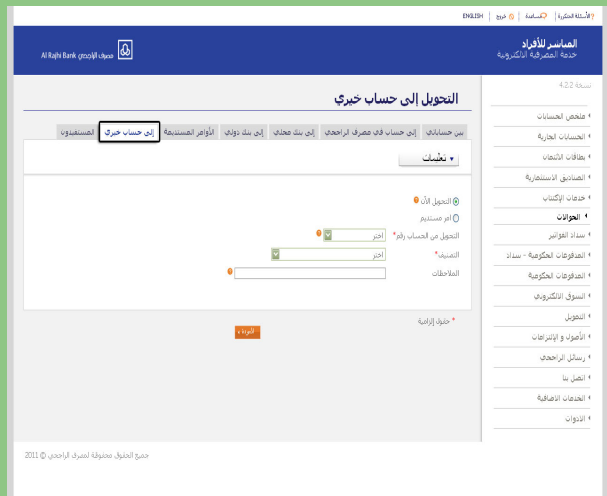 الأسئلة المتكررة | مساعدة | خروج | ENGLISH
المباشر للأفراد
خدمة المصرفية الالكترونية
مصرف الراجحي Al Rajhi Bank
نسخة 4.2.2
التحويل إلى حساب خيري
بين حساباتي إلى حساب في مصرف الراجحي إلى بنك محلي إلى بنك دولي الأوامر المستديمة إلى حساب خيري المستفيدون
تعليمات
التحويل الآن
أمر مستديم
التحويل من الحساب رقم* اختر
التصنيف* اختر
الملاحظات
* حقول إلزامية
ملخص الحسابات
الحسابات الجارية
بطاقات الائتمان
الصناديق الاستثمارية
خدمات الإكتتاب
الحوالات
سداد الفواتير
المدفوعات الحكومية - سداد
المدفوعات الحكومية
السوق الالكتروني
التمويل
الأصول و الإلتزامات
رسائل الراجحي
اتصل بنا
الخدمات الاضافية
الادوات
جميع الحقوق محفوظة لمصرف الراجحي © 2011